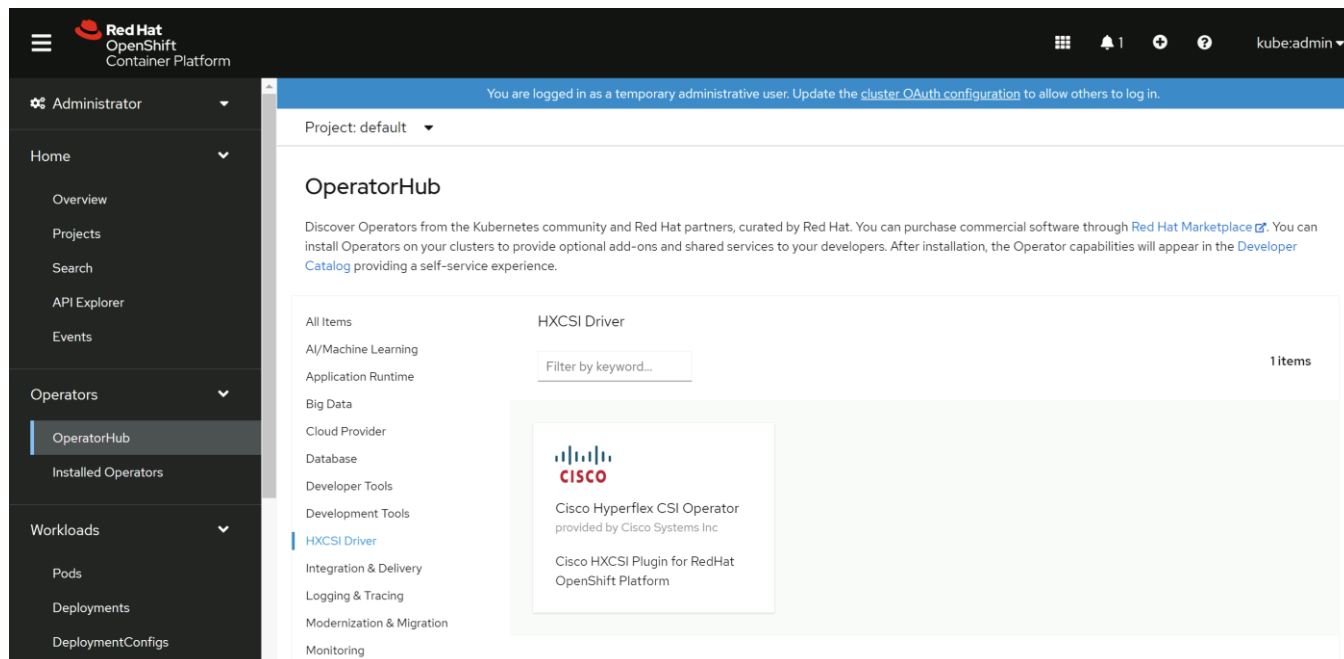 Red Hat
OpenShift
Container Platform
1
kube:admin
Administrator
Home
Overview
Projects
Search
API Explorer
Events
Operators
OperatorHub
Installed Operators
Workloads
Pods
Deployments
DeploymentConfigs
You are logged in as a temporary administrative user. Update the cluster OAuth configuration to allow others to log in.
Project: default
OperatorHub
Discover Operators from the Kubernetes community and Red Hat partners, curated by Red Hat. You can purchase commercial software through Red Hat Marketplace. You can
install Operators on your clusters to provide optional add-ons and shared services to your developers. After installation, the Operator capabilities will appear in the Developer
Catalog providing a self-service experience.
All Items
AI/Machine Learning
Application Runtime
Big Data
Cloud Provider
Database
Developer Tools
Development Tools
HXCSI Driver
Integration & Delivery
Logging & Tracing
Modernization & Migration
Monitoring
HXCSI Driver
Filter by keyword...
1 items
CISCO
Cisco Hyperflex CSI Operator
provided by Cisco Systems Inc
Cisco HXCSI Plugin for RedHat
OpenShift Platform